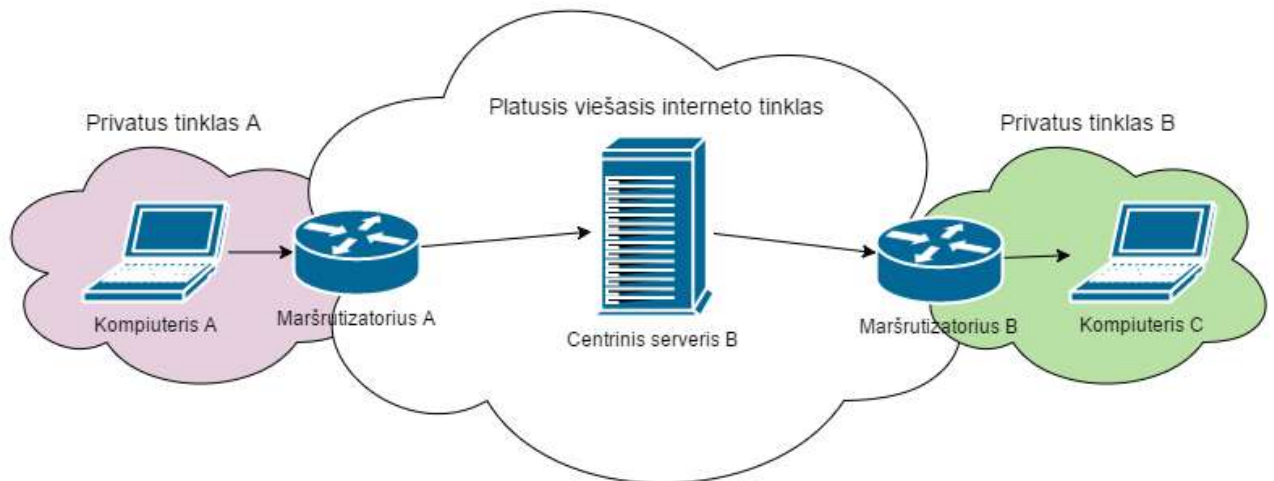 Platusis viešasis interneto tinklas
Privatus tinklas A
Privatus tinklas B
Kompiuteris A
Maršrutizatorius A
Centrinis serveris B
Maršrutizatorius B
Kompiuteris C